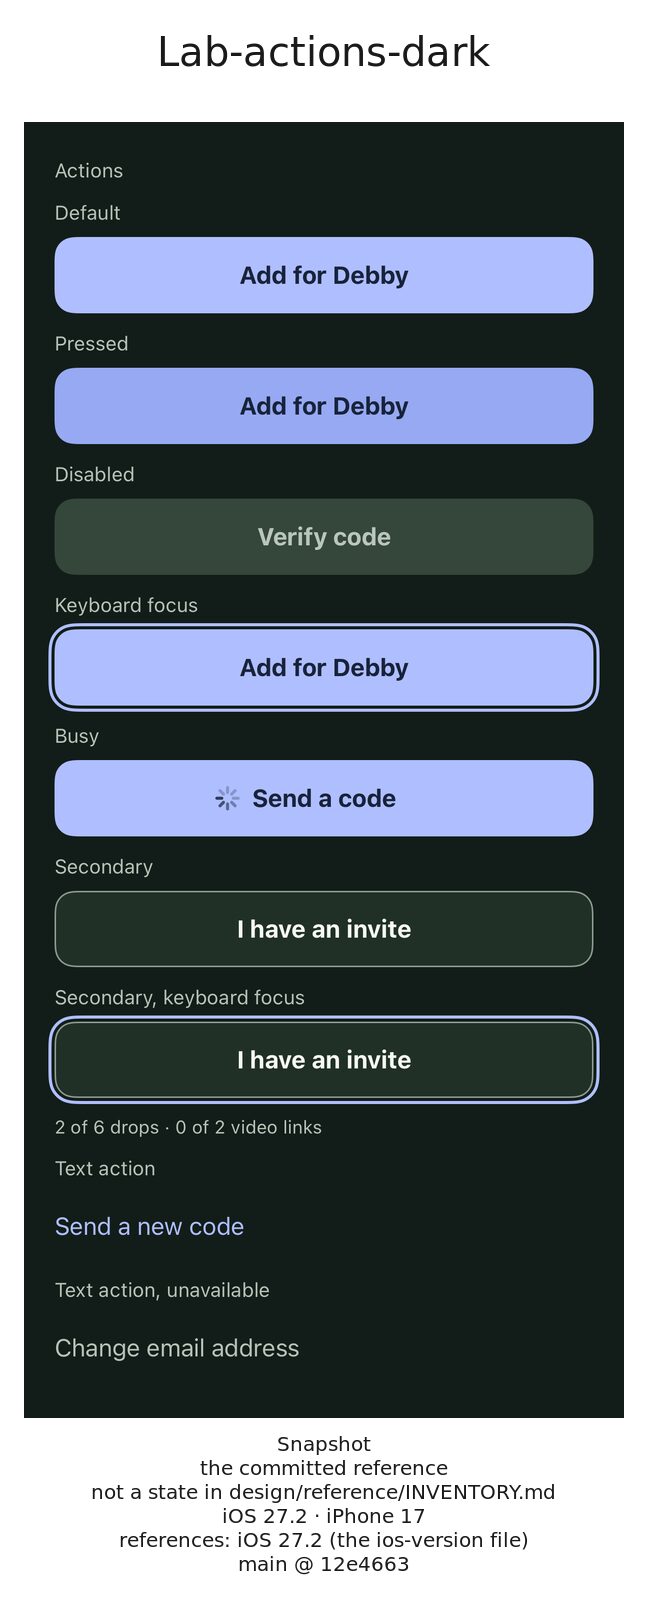 Lab-actions-dark
Actions
Default
Add for Debby
Pressed
Add for Debby
Disabled
Verify code
Keyboard focus
Add for Debby
Busy
Send a code
Secondary
I have an invite
Secondary, keyboard focus
I have an invite
2 of 6 drops · 0 of 2 video links
Text action
Send a new code
Text action, unavailable
Change email address
Snapshot
the committed reference
not a state in design/reference/INVENTORY.md
iOS 27.2 · iPhone 17
references: iOS 27.2 (the ios-version file)
main @ 12e4663